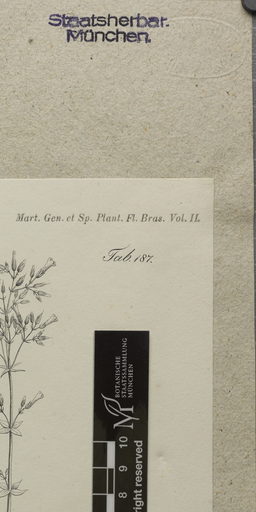 Staatsherbar.
München.
Mart. Gen. et Sp. Plant. Fl. Bras. Vol. II.
Tab. 187.
BOTANISCHE
STAATSSAMMLUNG
MÜNCHEN
M
8 9 10
right reserved